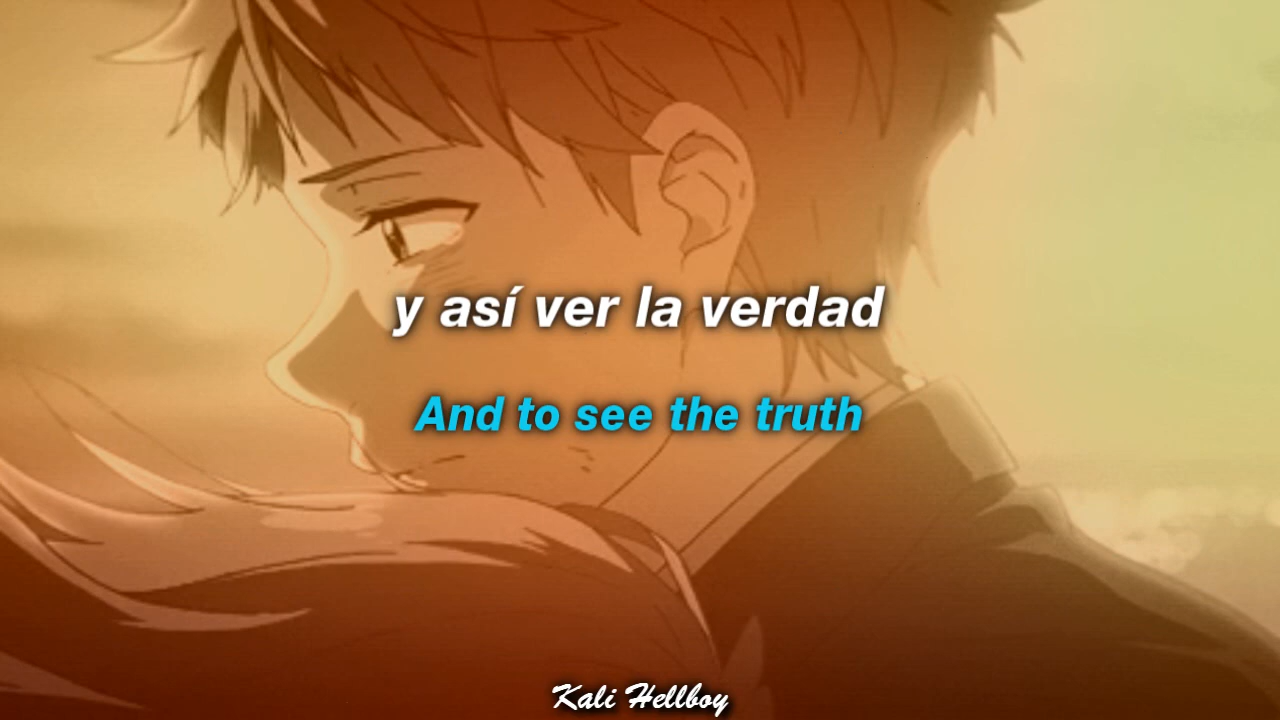 y así ver la verdad
And to see the truth
Kali Hellboy